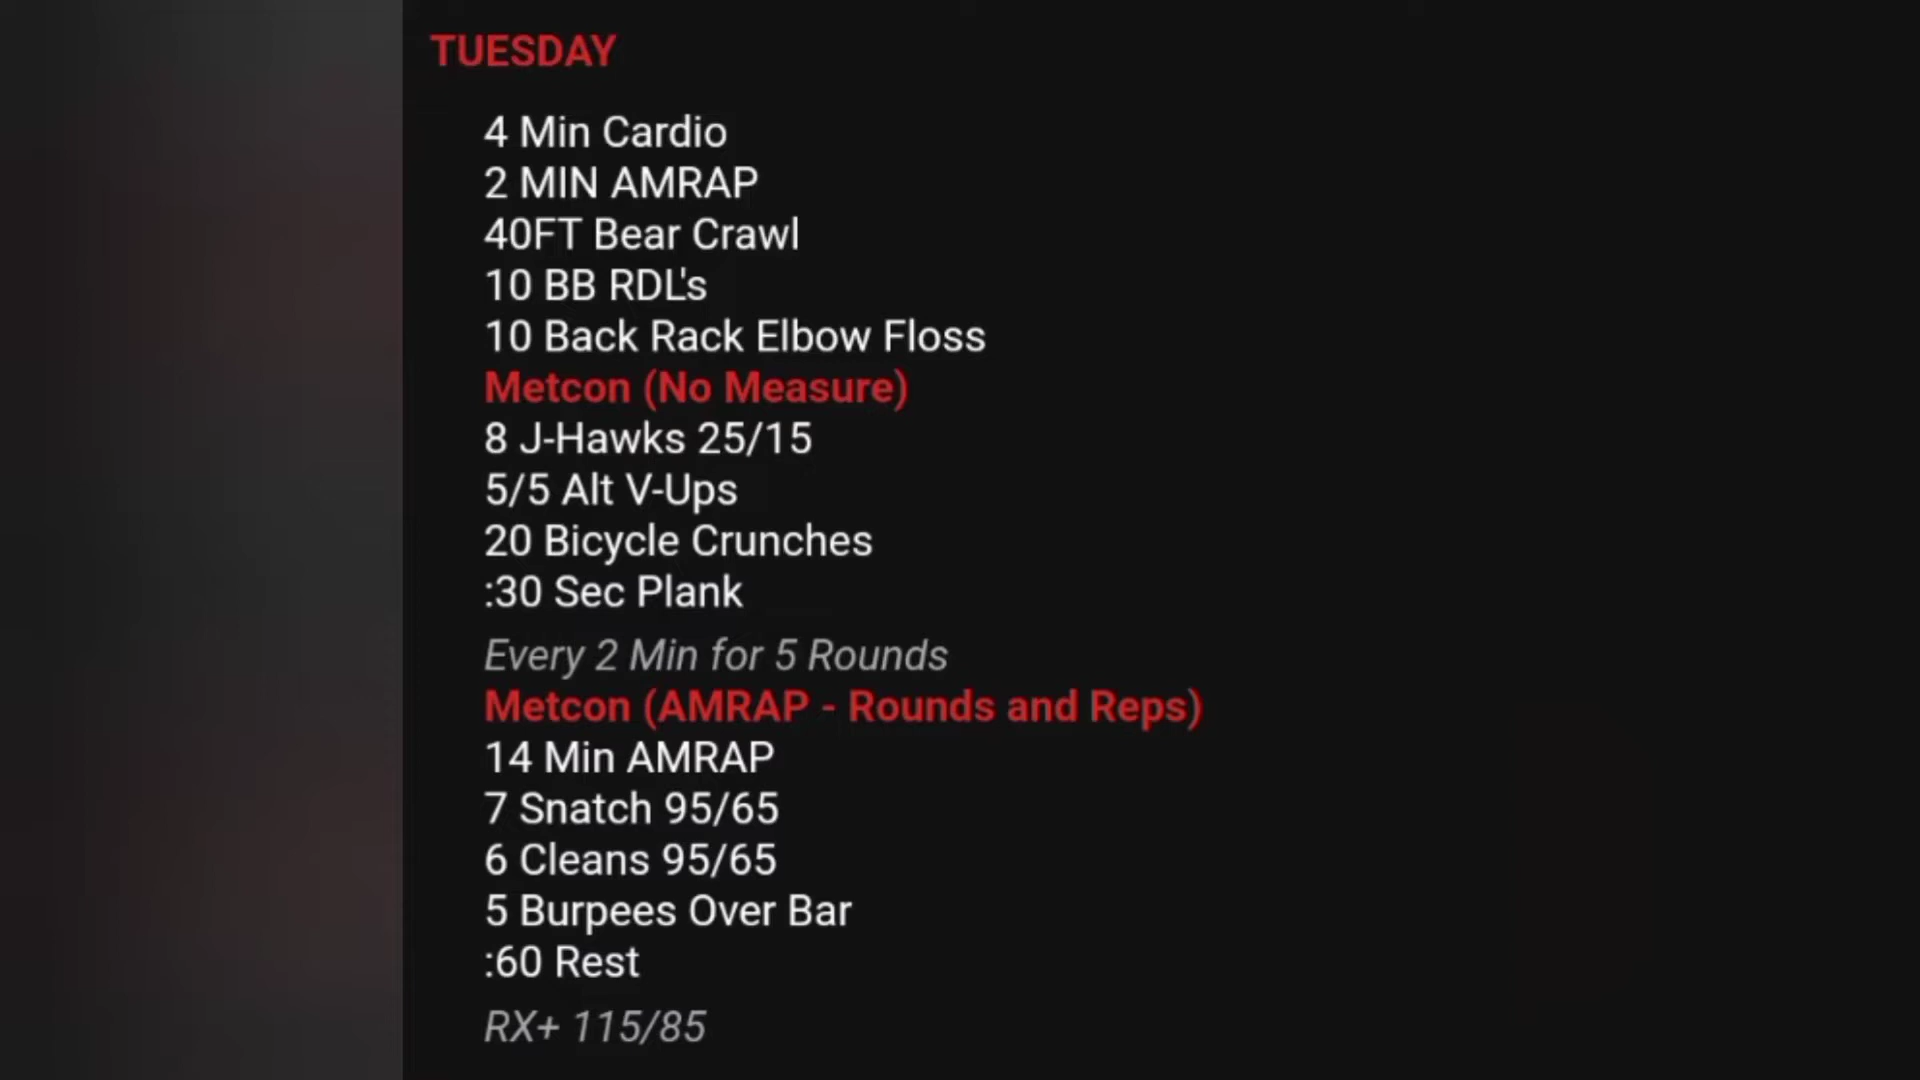 TUESDAY
4 Min Cardio
2 MIN AMRAP
40FT Bear Crawl
10 BB RDL's
10 Back Rack Elbow Floss
Metcon (No Measure)
8 J-Hawks 25/15
5/5 Alt V-Ups
20 Bicycle Crunches
:30 Sec Plank
Every 2 Min for 5 Rounds
Metcon (AMRAP - Rounds and Reps)
14 Min AMRAP
7 Snatch 95/65
6 Cleans 95/65
5 Burpees Over Bar
:60 Rest
RX+ 115/85